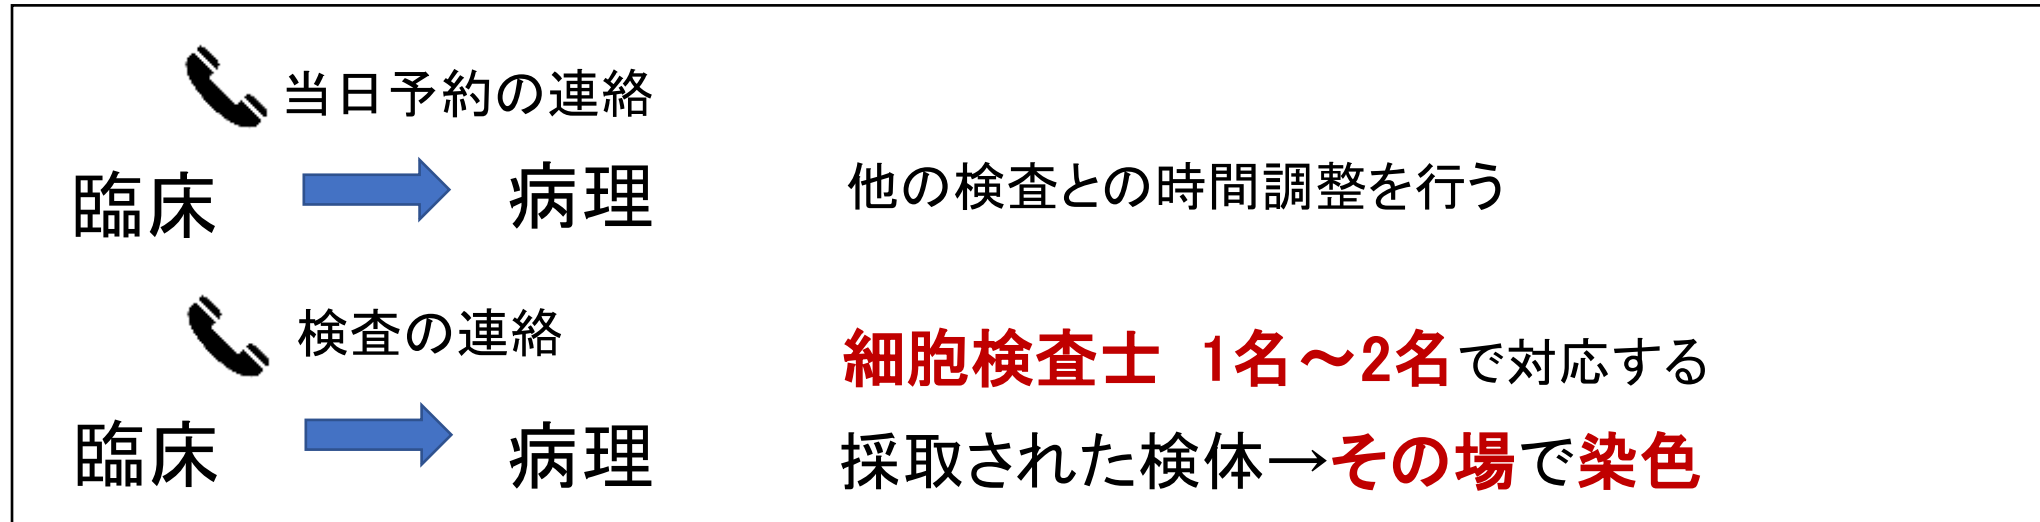 当日予約の連絡
臨床 病理 他の検査との時間調整を行う
検査の連絡
細胞検査士 1名～2名で対応する
臨床 病理 採取された検体→その場で染色